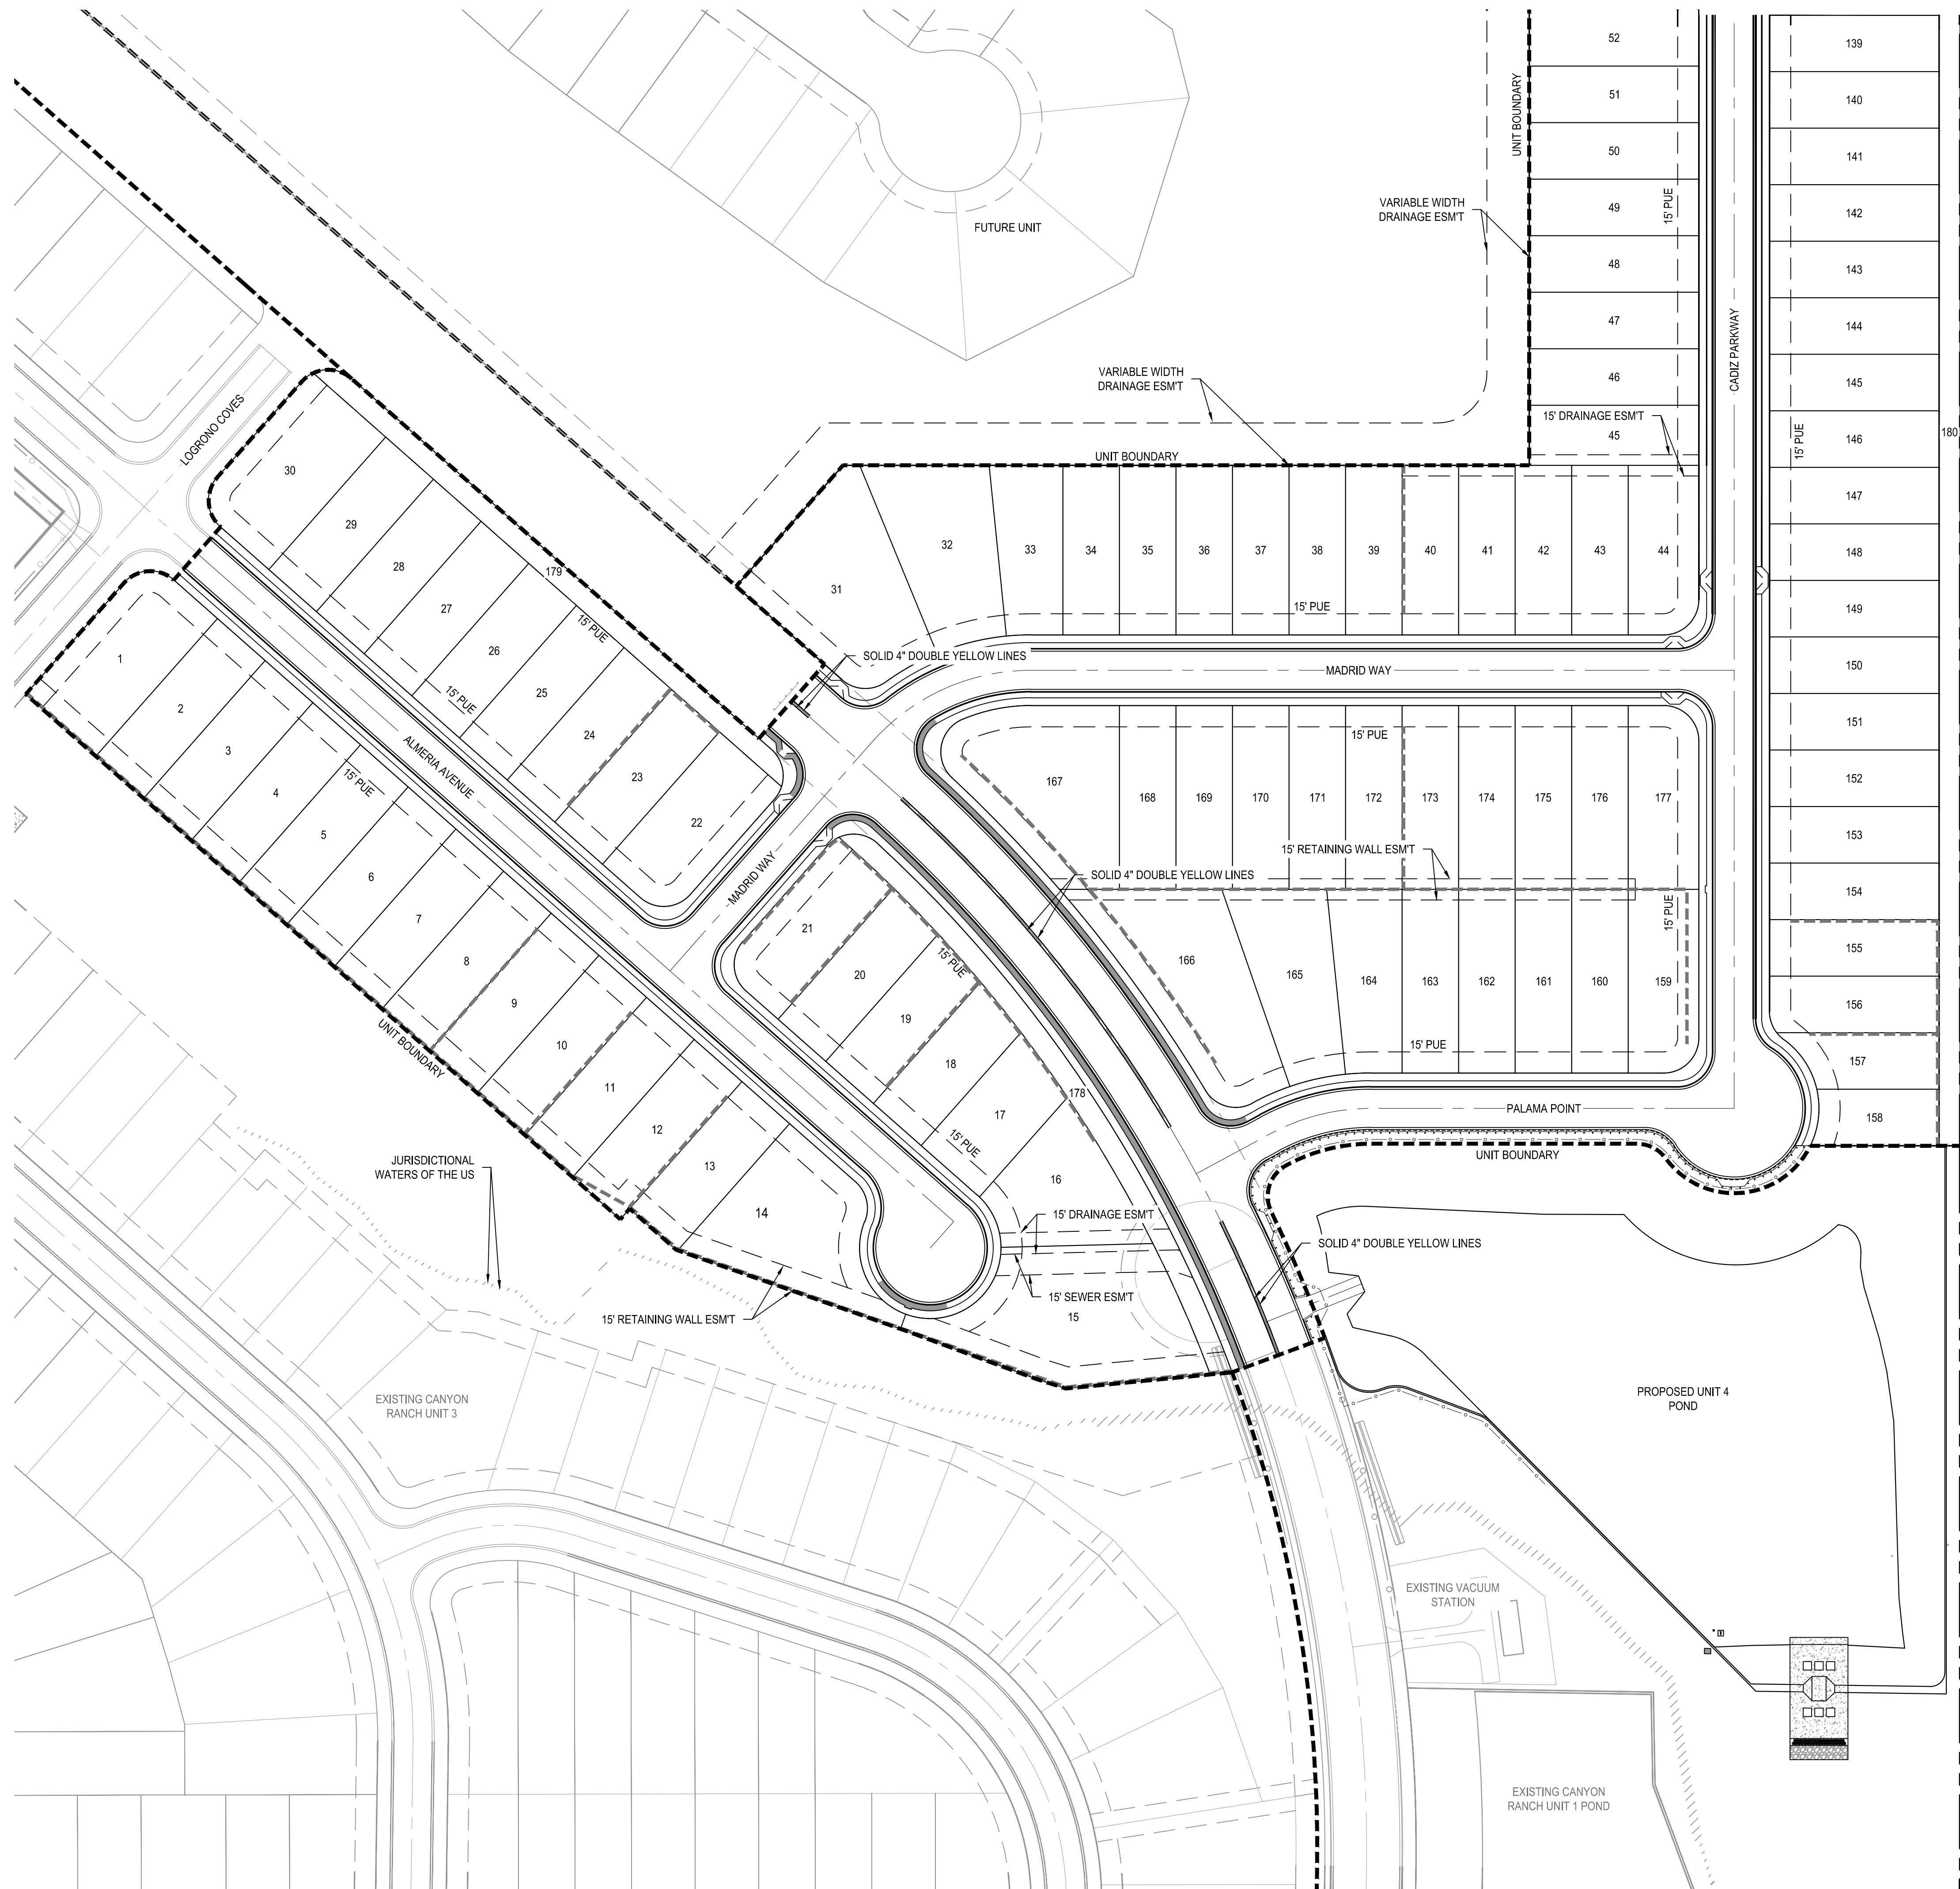 52
139
51
140
UNIT BOUNDARY
50
141
49
15' PUE
142
VARIABLE WIDTH
DRAINAGE ESM'T
FUTURE UNIT
48
143
47
144
CADIZ PARKWAY
46
145
VARIABLE WIDTH
DRAINAGE ESM'T
15' DRAINAGE ESM'T
45
146
15' PUE
180
LOGRONO COVES
UNIT BOUNDARY
30
147
29
148
28
179
27
26
15' PUE
25
15' PUE
24
23
22
31
32
33
34
35
36
37
38
39
40
41
42
43
44
15' PUE
149
150
SOLID 4" DOUBLE YELLOW LINES
MADRID WAY
151
152
153
154
155
156
157
158
1
2
3
4
5
6
7
8
9
10
11
12
13
14
15' PUE
ALMERIA AVENUE
UNIT BOUNDARY
MADRID WAY
15' PUE
167
168
169
170
171
172
173
174
175
176
177
15' RETAINING WALL ESM'T
SOLID 4" DOUBLE YELLOW LINES
166
165
164
163
162
161
160
159
15' PUE
15' PUE
21
20
15' PUE
19
18
17
178
15' PUE
16
PALAMA POINT
UNIT BOUNDARY
JURISDICTIONAL
WATERS OF THE US
15' DRAINAGE ESM'T
SOLID 4" DOUBLE YELLOW LINES
15' SEWER ESM'T
15
15' RETAINING WALL ESM'T
EXISTING CANYON
RANCH UNIT 3
PROPOSED UNIT 4
POND
EXISTING VACUUM
STATION
EXISTING CANYON
RANCH UNIT 1 POND